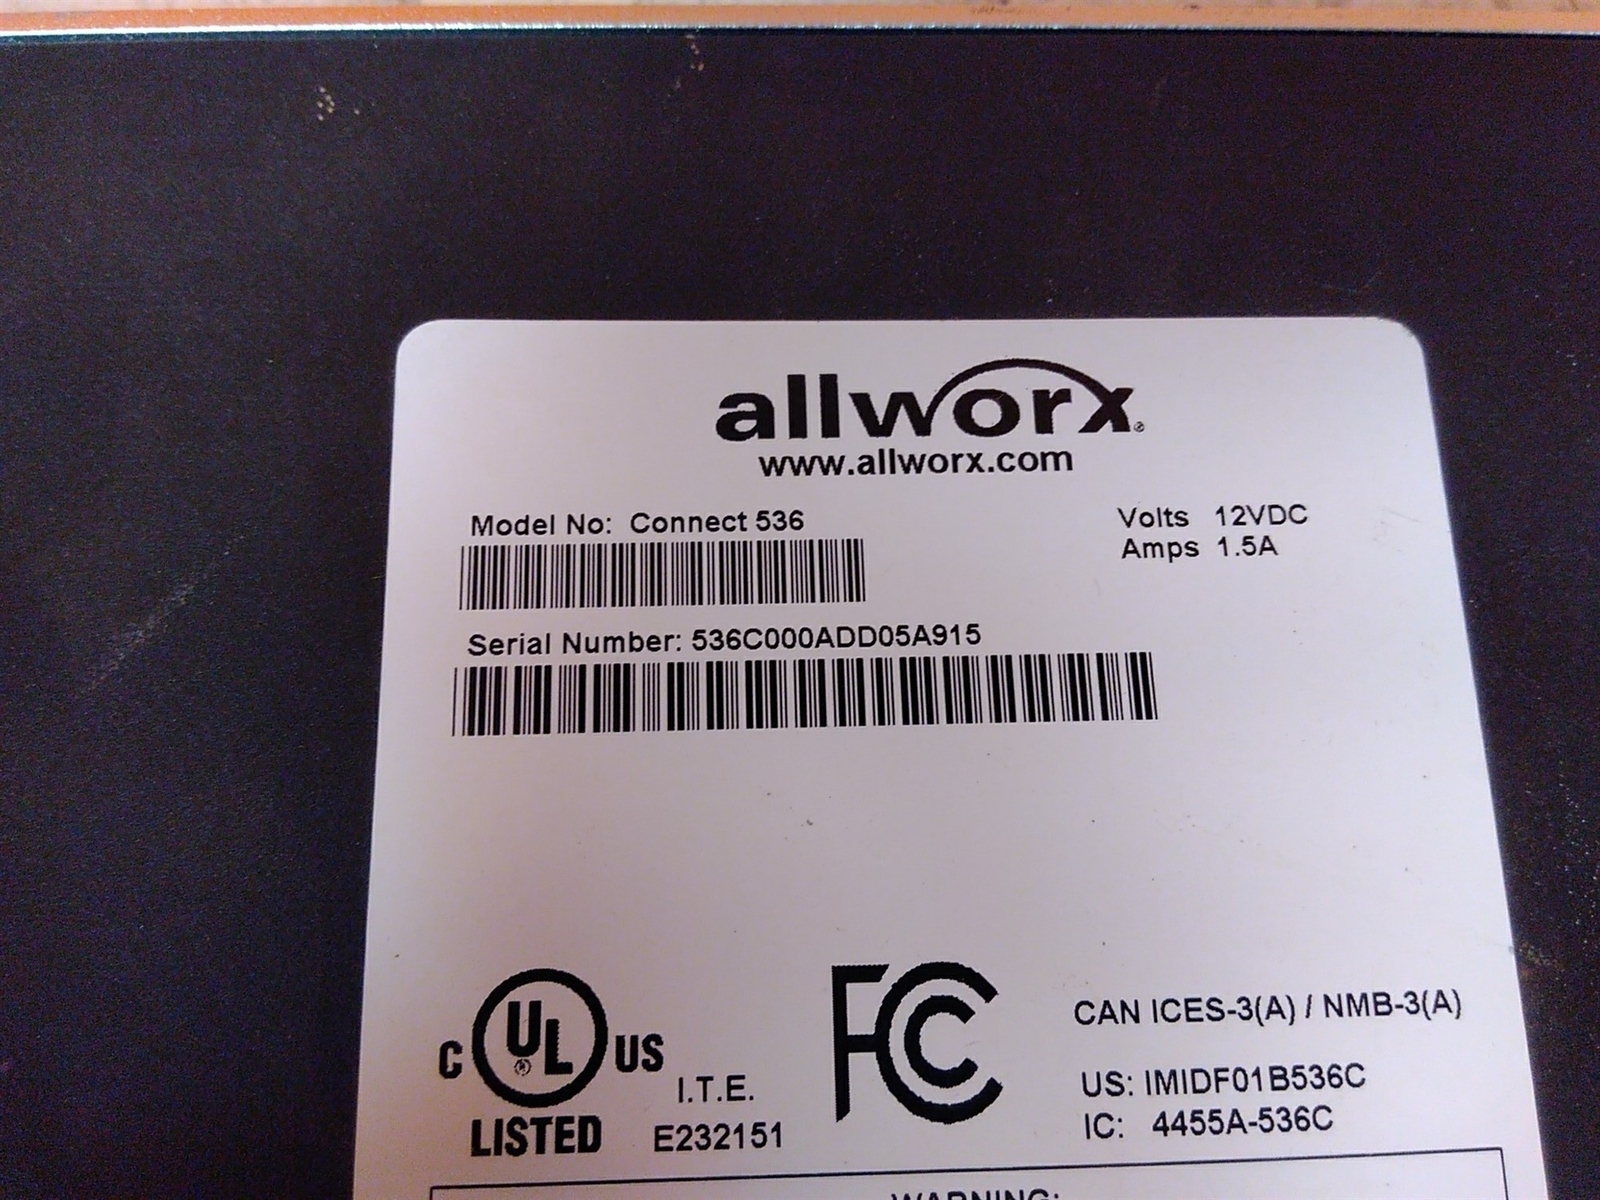 allworx®
www.allworx.com
Model No: Connect 536
Volts 12VDC
Amps 1.5A
Serial Number: 536C000ADD05A915
C UL® US
LISTED
I.T.E.
E232151
FC
CAN ICES-3(A) / NMB-3(A)
US: IMIDF01B536C
IC: 4455A-536C
WARNING: